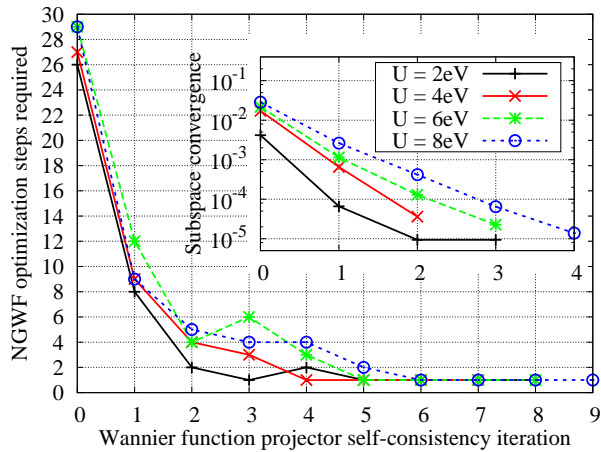 NGWF optimization steps required
30
28
26
24
22
20
18
16
14
12
10
8
6
4
2
0
0 1 2 3 4 5 6 7 8 9
Wannier function projector self-consistency iteration
Subspace convergence
10-1
10-2
10-3
10-4
10-5
0 1 2 3 4
U = 2eV
U = 4eV
U = 6eV
U = 8eV